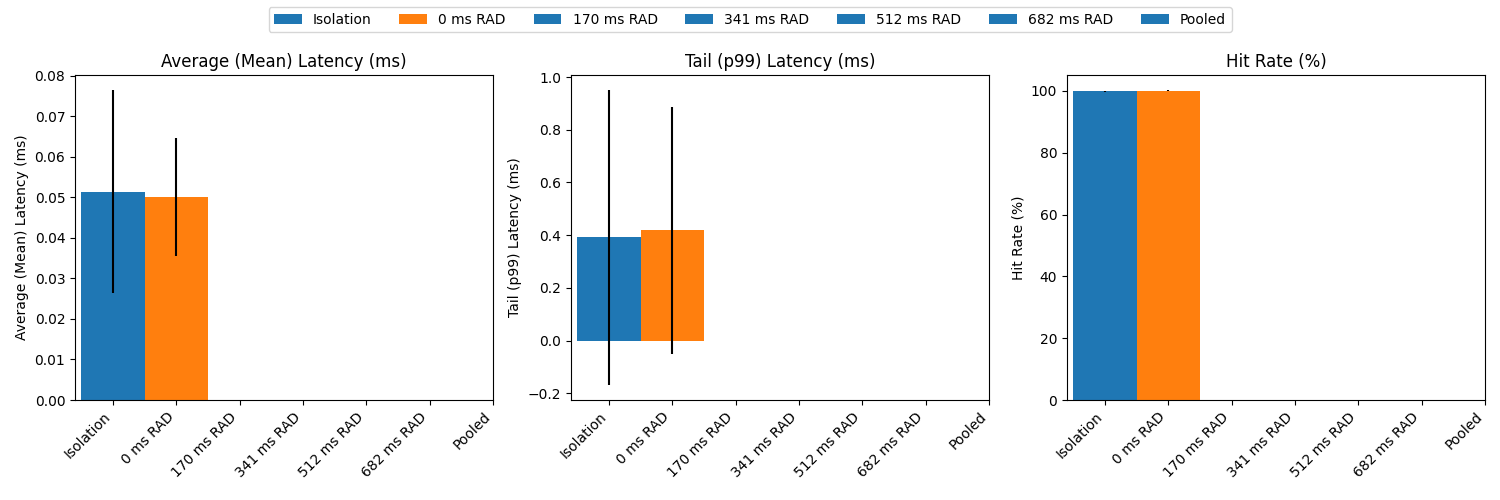 Isolation 0 ms RAD 170 ms RAD 341 ms RAD 512 ms RAD 682 ms RAD Pooled
Average (Mean) Latency (ms)
Average (Mean) Latency (ms)
0.08
0.07
0.06
0.05
0.04
0.03
0.02
0.01
0.00
Isolation
0 ms RAD
170 ms RAD
341 ms RAD
512 ms RAD
682 ms RAD
Pooled
Tail (p99) Latency (ms)
Tail (p99) Latency (ms)
1.0
0.8
0.6
0.4
0.2
0.0
−0.2
Isolation
0 ms RAD
170 ms RAD
341 ms RAD
512 ms RAD
682 ms RAD
Pooled
Hit Rate (%)
Hit Rate (%)
100
80
60
40
20
0
Isolation
0 ms RAD
170 ms RAD
341 ms RAD
512 ms RAD
682 ms RAD
Pooled